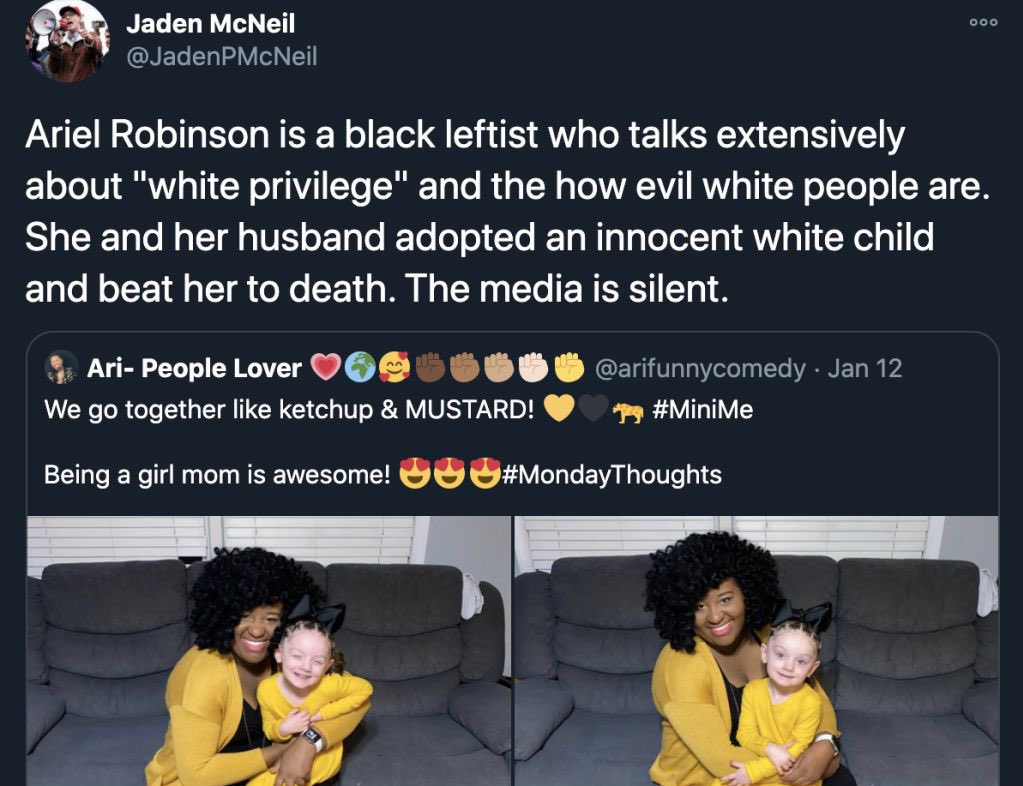 Jaden McNeil
@JadenPMcNeil
Ariel Robinson is a black leftist who talks extensively
about "white privilege" and the how evil white people are.
She and her husband adopted an innocent white child
and beat her to death. The media is silent.
Ari- People Lover 💗🌍🥰✊🏿✊🏾✊🏽✊🏻✊ @arifunnycomedy · Jan 12
We go together like ketchup & MUSTARD! 💛🖤🐆 #MiniMe
Being a girl mom is awesome! 😍😍😍#MondayThoughts